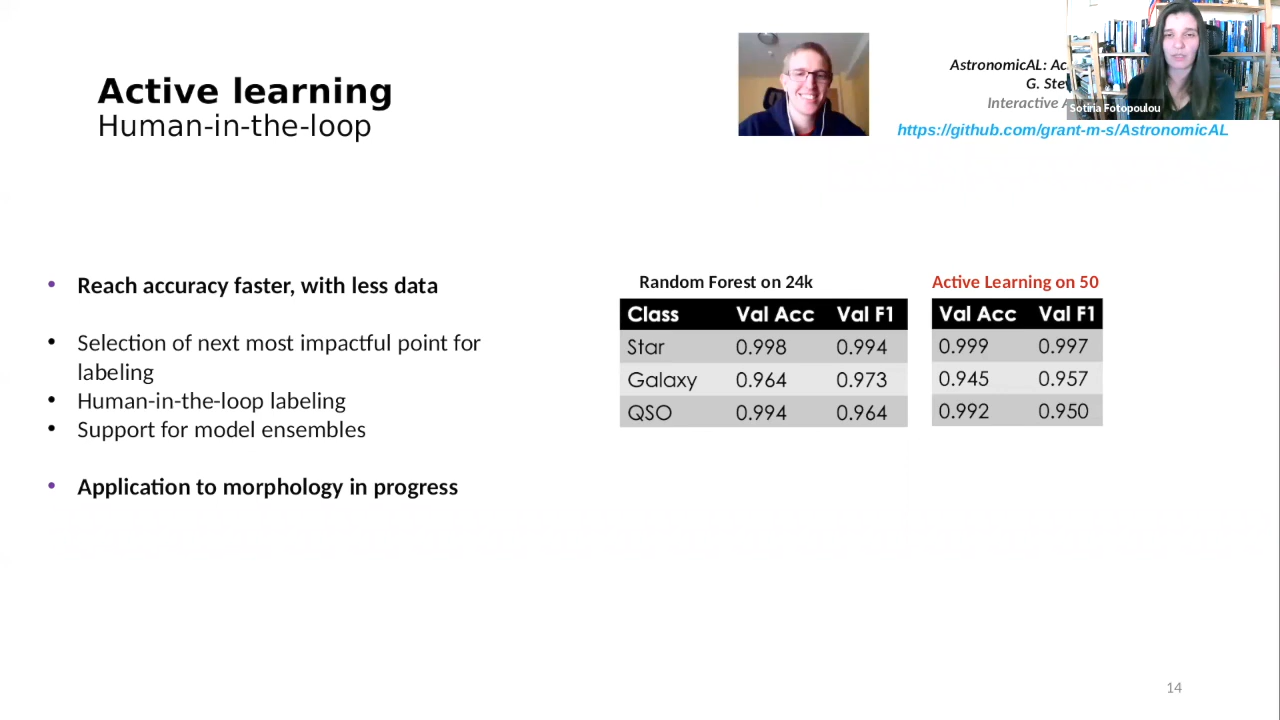 Active learning
Human-in-the-loop
AstronomicAL:
G.
Interactive
Sotiria Fotopoulou
https://github.com/grant-m-s/AstronomicAL
• Reach accuracy faster, with less data
• Selection of next most impactful point for
labeling
• Human-in-the-loop labeling
• Support for model ensembles
• Application to morphology in progress
Random Forest on 24k
Class Val Acc Val F1
Star 0.998 0.994
Galaxy 0.964 0.973
QSO 0.994 0.964
Active Learning on 50
Val Acc Val F1
0.999 0.997
0.945 0.957
0.992 0.950
14